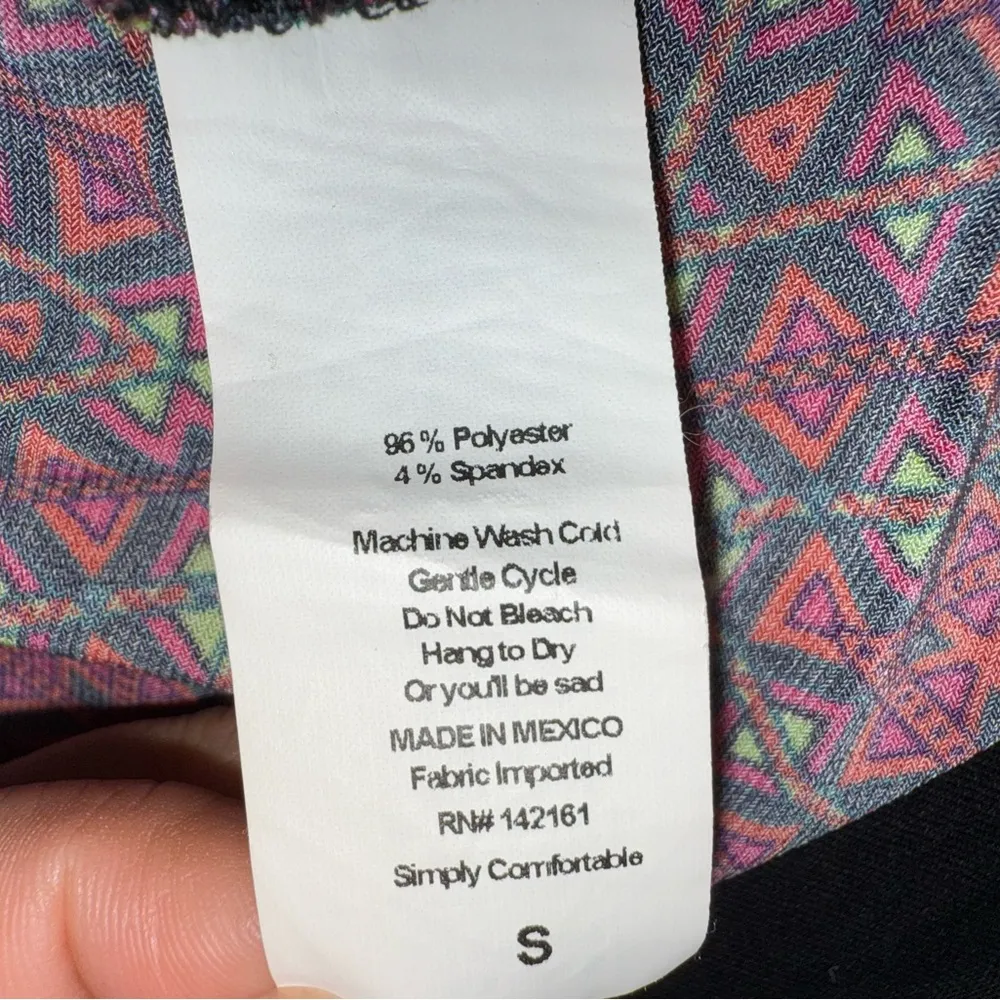 96% Polyester
4% Spandex
Machine Wash Cold
Gentle Cycle
Do Not Bleach
Hang to Dry
Or you'll be sad
MADE IN MEXICO
Fabric Imported
RN# 142161
Simply Comfortable
S